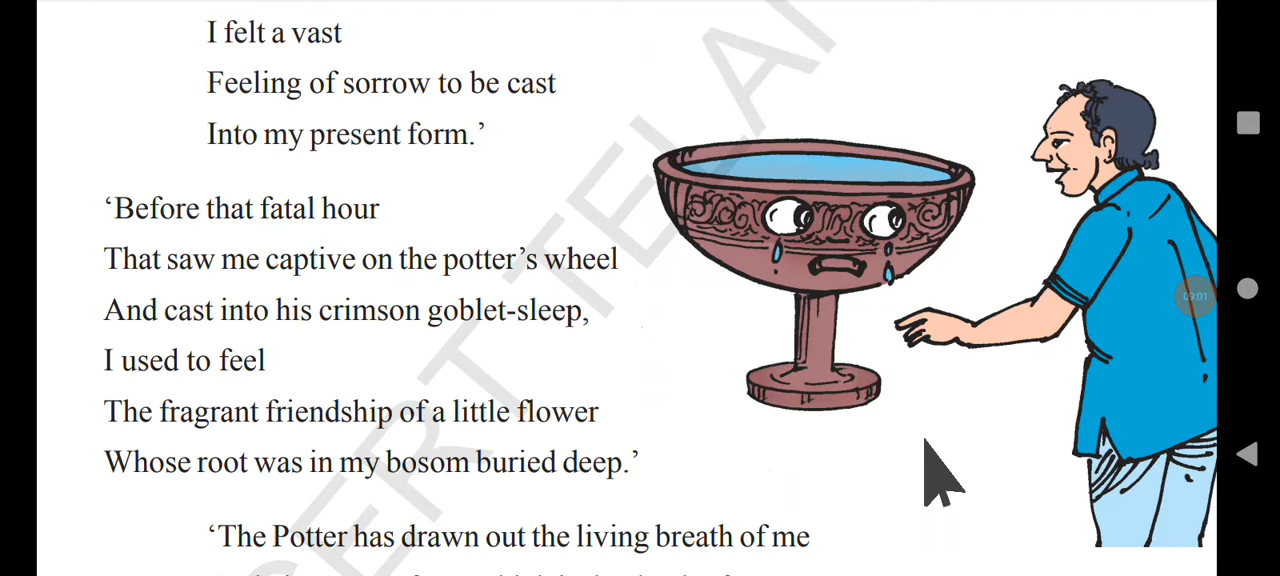 I felt a vast
Feeling of sorrow to be cast
Into my present form.’
‘Before that fatal hour
That saw me captive on the potter’s wheel
And cast into his crimson goblet-sleep,
I used to feel
The fragrant friendship of a little flower
Whose root was in my bosom buried deep.’
‘The Potter has drawn out the living breath of me
09:01